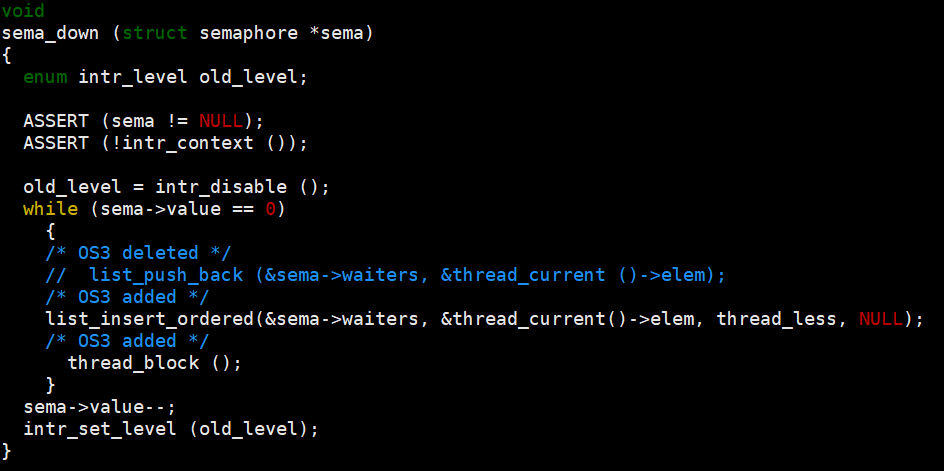 void
sema_down (struct semaphore *sema)
{
  enum intr_level old_level;

  ASSERT (sema != NULL);
  ASSERT (!intr_context ());

  old_level = intr_disable ();
  while (sema->value == 0)
    {
    /* OS3 deleted */
    //  list_push_back (&sema->waiters, &thread_current ()->elem);
    /* OS3 added */
    list_insert_ordered(&sema->waiters, &thread_current()->elem, thread_less, NULL);
    /* OS3 added */
      thread_block ();
    }
  sema->value--;
  intr_set_level (old_level);
}